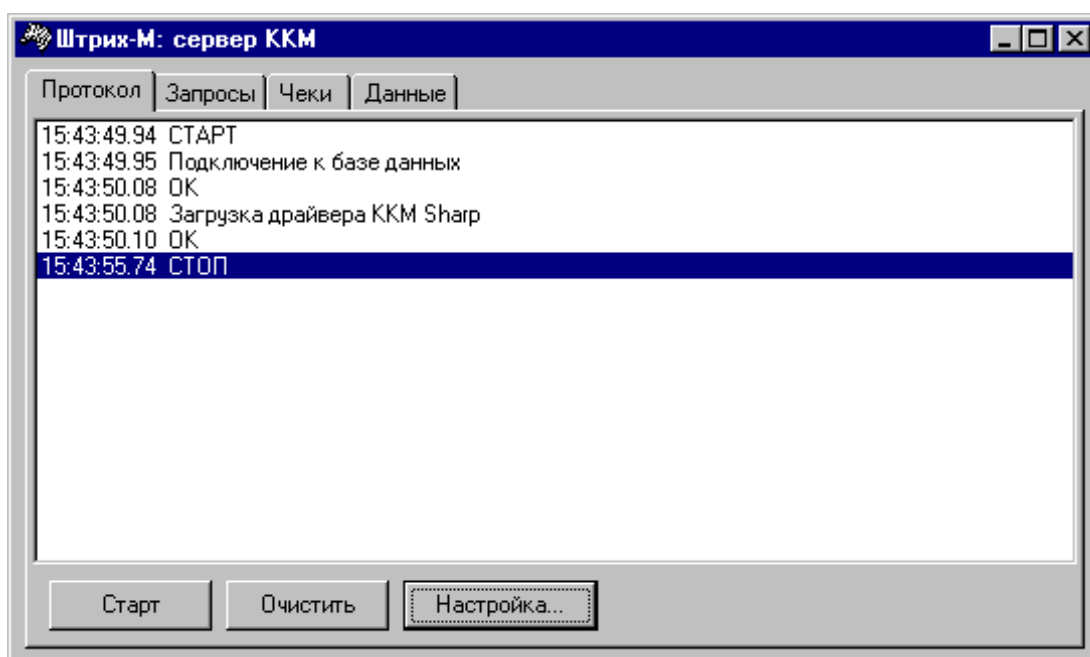 Штрих-М: сервер ККМ
Протокол Запросы Чеки Данные
15:43:49.94 СТАРТ
15:43:49.95 Подключение к базе данных
15:43:50.08 ОК
15:43:50.08 Загрузка драйвера ККМ Sharp
15:43:50.10 ОК
15:43:55.74 СТОП
Старт Очистить Настройка...